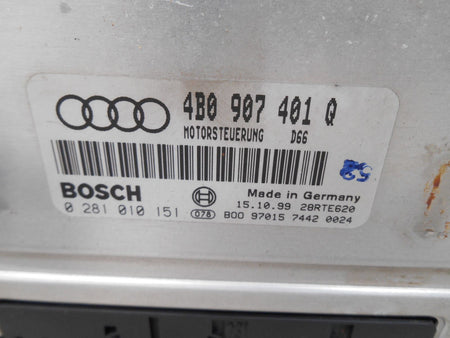 4B0 907 401 Q
MOTORSTEUERUNG D66
BOSCH
Made in Germany
0 281 010 151
078
15.10.99 28RTE620
B00 97015 7442 0024